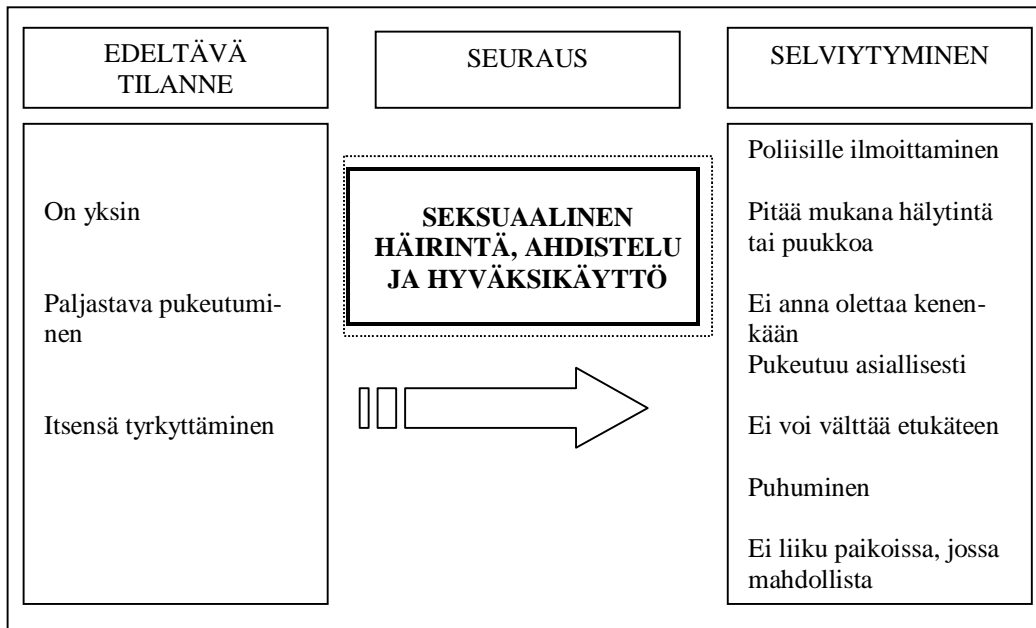 EDELTÄVÄ
TILANNE
SEURAUS
SELVIYTYMINEN
On yksin
Paljastava pukeutumi-
nen
Itsensä tyrkyttäminen
SEKSUAALINEN
HÄIRINTÄ, AHDISTELU
JA HYVÄKSIKÄYTTÖ
Poliisille ilmoittaminen
Pitää mukana hälytintä
tai puukkoa
Ei anna olettaa kenen-
kään
Pukeutuu asiallisesti
Ei voi välttää etukäteen
Puhuminen
Ei liiku paikoissa, jossa
mahdollista